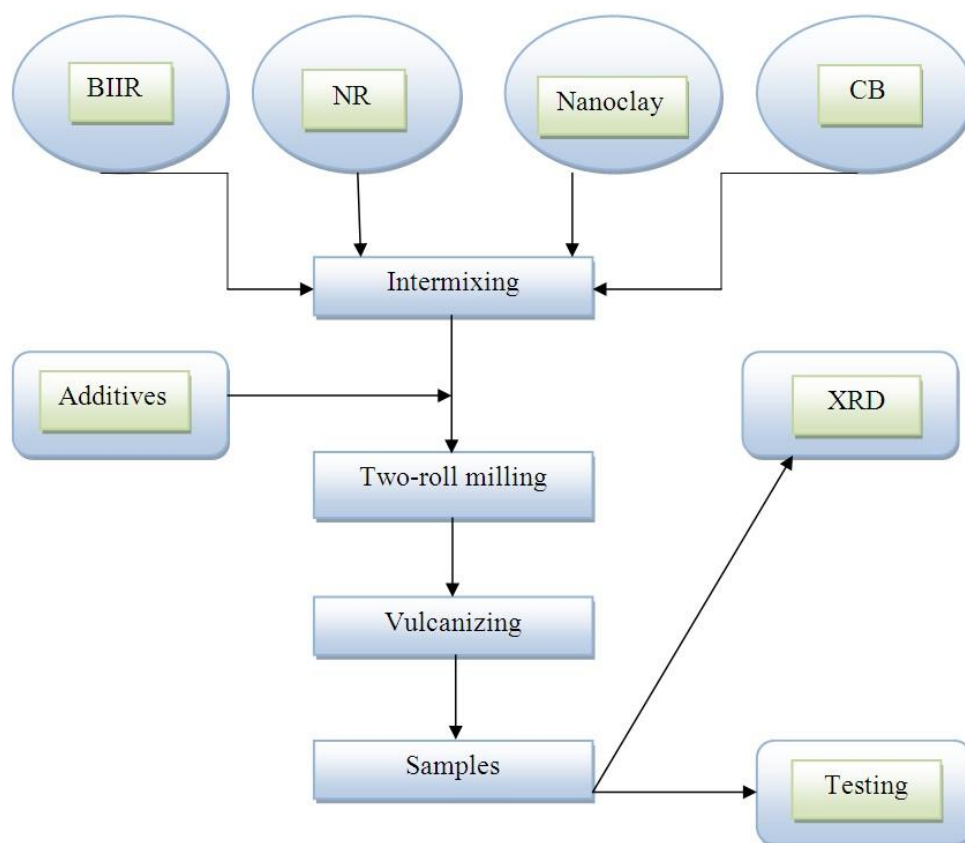 BIIR
NR
Nanoclay
CB
Intermixing
Additives
XRD
Two-roll milling
Vulcanizing
Samples
Testing